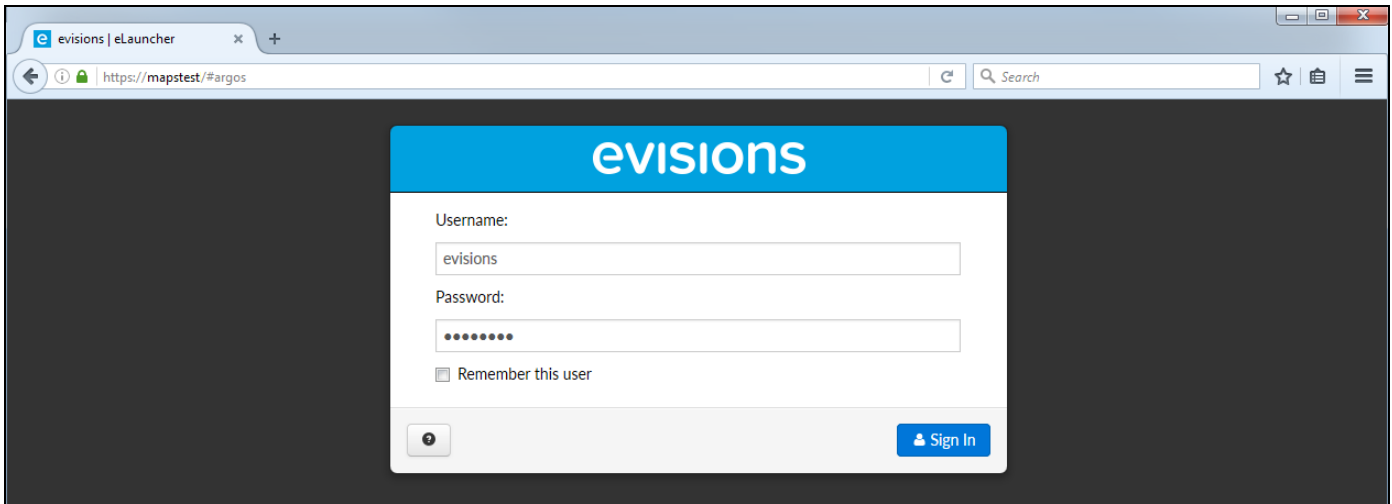 evisions | eLauncher
https://mapstest/#argos
Search
evisions
Username:
evisions
Password:
••••••••
Remember this user
Sign In